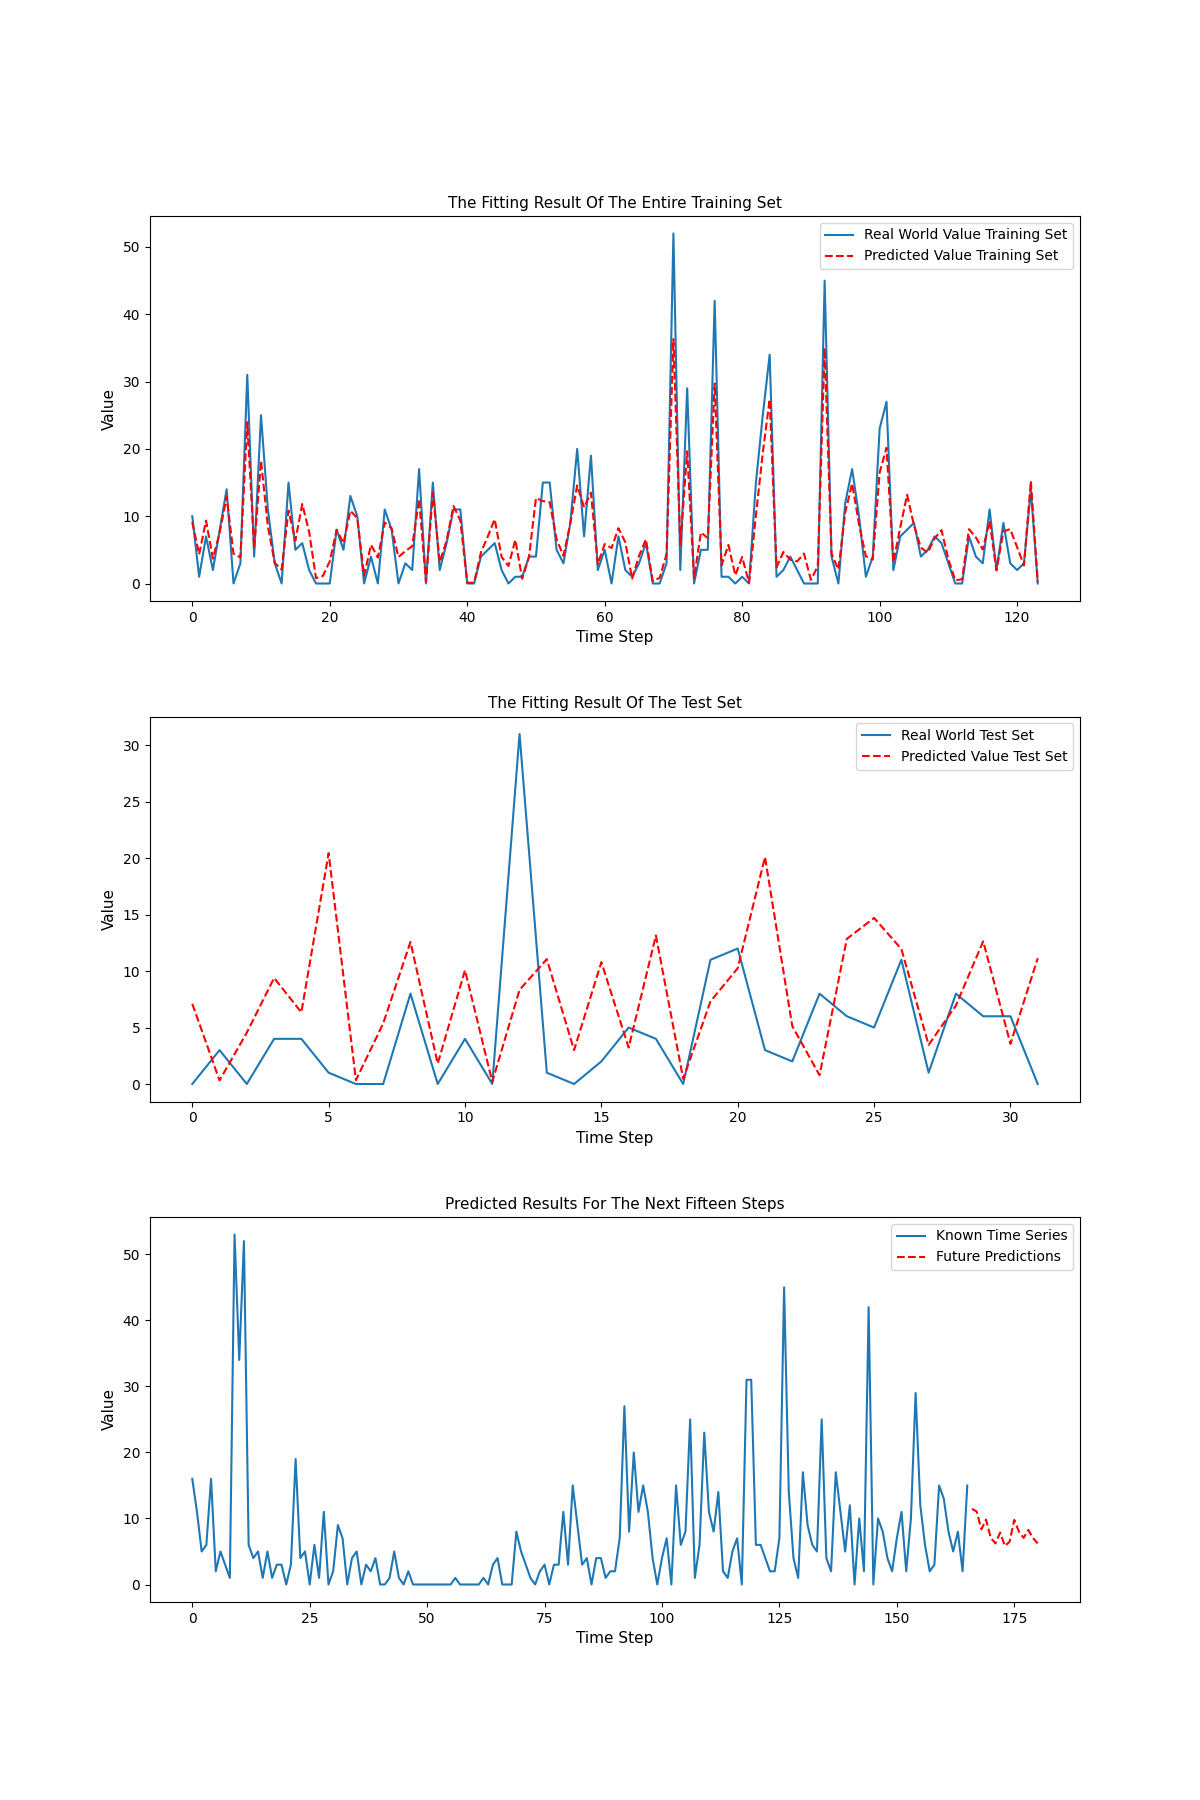 The Fitting Result Of The Entire Training Set
Real World Value Training Set
Predicted Value Training Set
Value
50
40
30
20
10
0
0 20 40 60 80 100 120
Time Step
The Fitting Result Of The Test Set
Real World Test Set
Predicted Value Test Set
Value
30
25
20
15
10
5
0
0 5 10 15 20 25 30
Time Step
Predicted Results For The Next Fifteen Steps
Known Time Series
Future Predictions
Value
50
40
30
20
10
0
0 25 50 75 100 125 150 175
Time Step